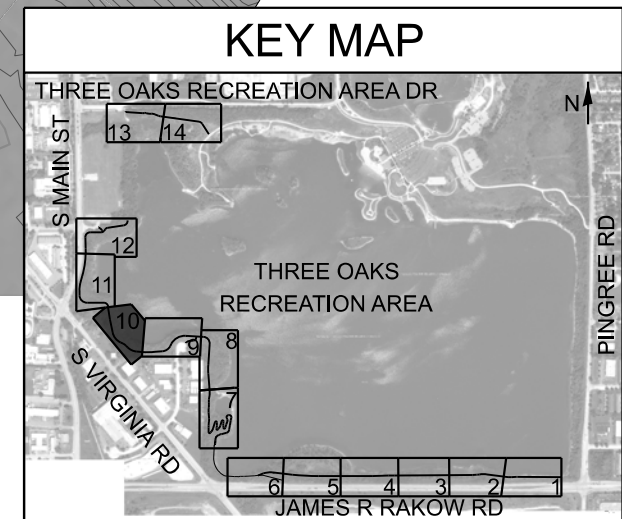 KEY MAP
THREE OAKS RECREATION AREA DR
N
13 14
S MAIN ST
12
11
THREE OAKS
RECREATION AREA
PINGREE RD
10
9
8
7
S VIRGINIA RD
6 5 4 3 2 1
JAMES R RAKOW RD